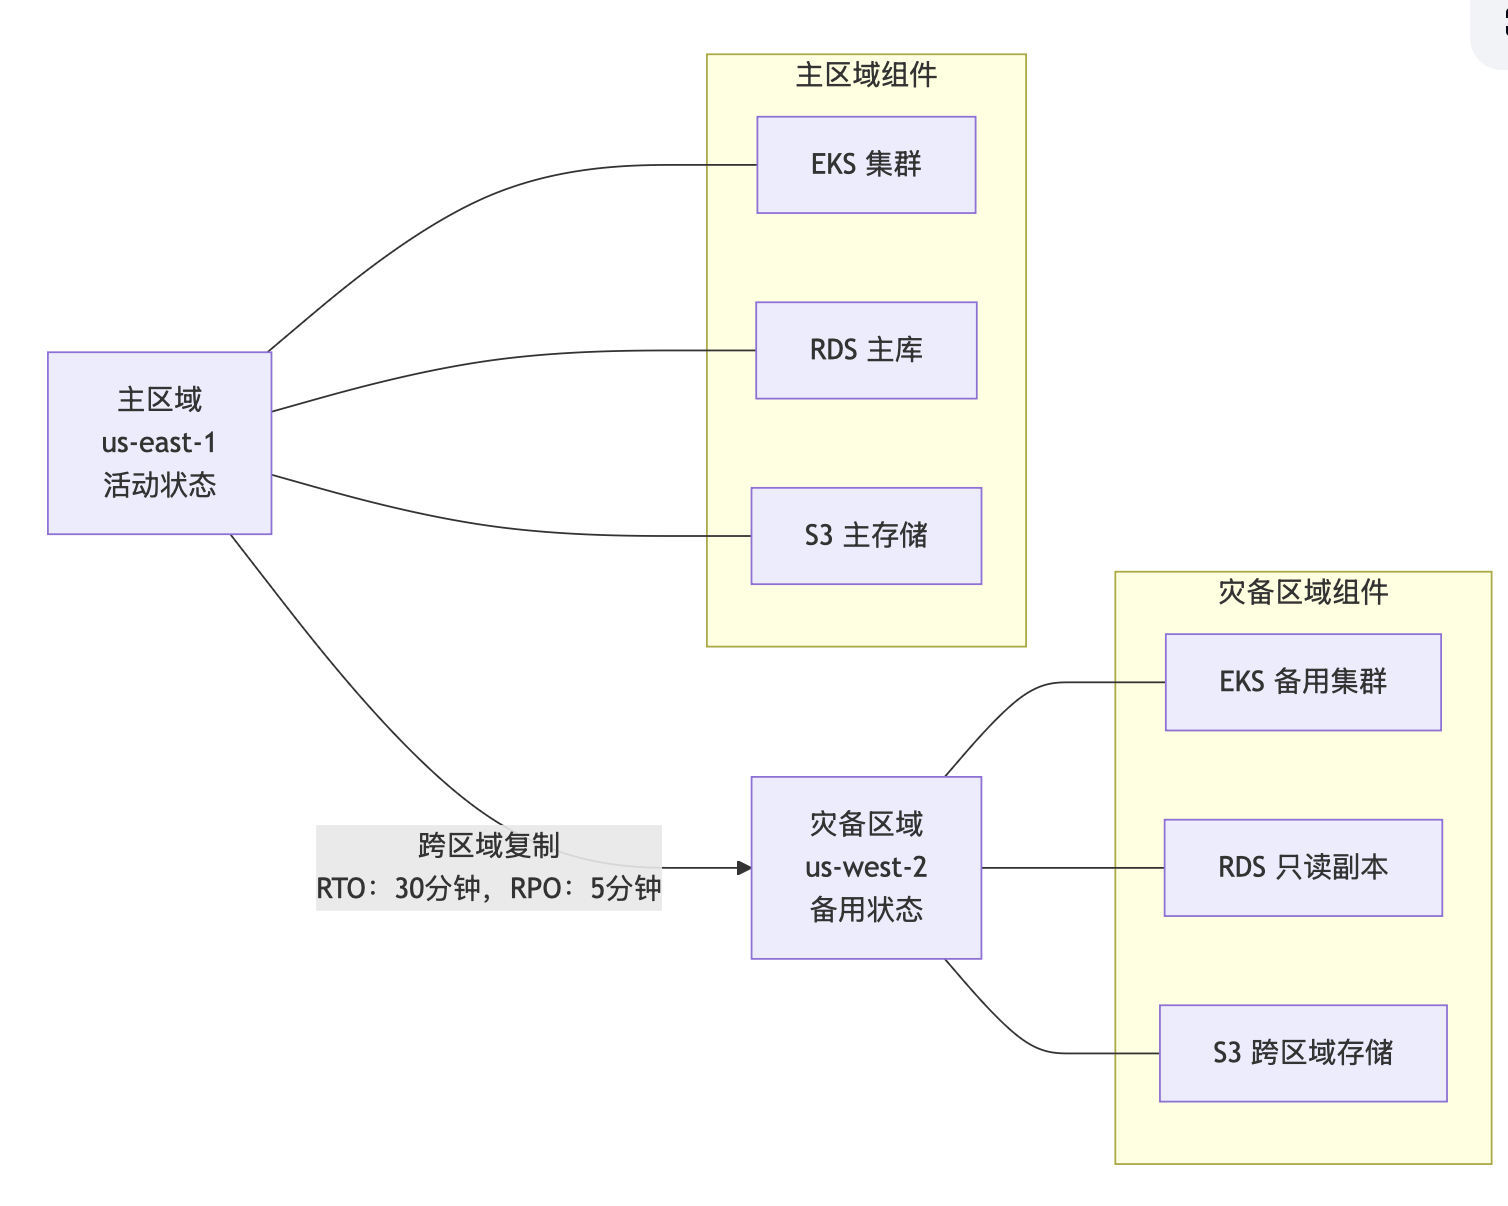 主区域组件
EKS 集群
RDS 主库
S3 主存储
主区域
us-east-1
活动状态
跨区域复制
RTO：30分钟，RPO：5分钟
灾备区域
us-west-2
备用状态
灾备区域组件
EKS 备用集群
RDS 只读副本
S3 跨区域存储